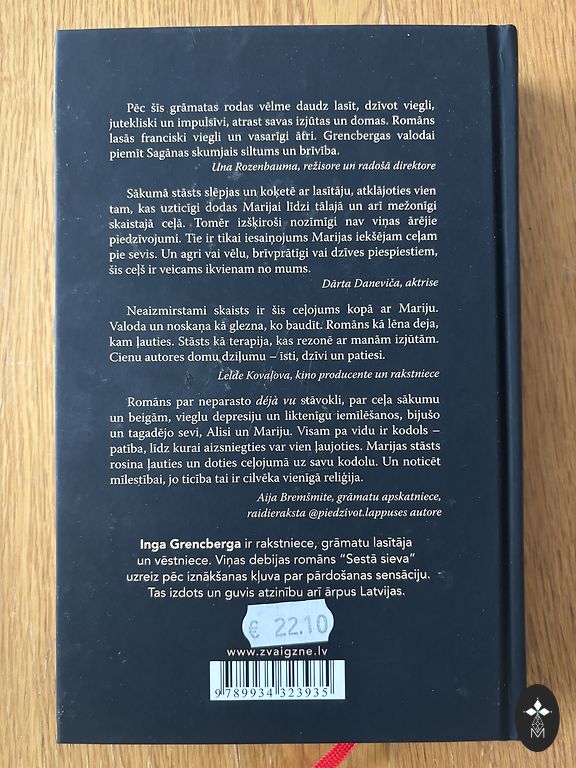 Pēc šīs grāmatas rodas vēlme daudz lasīt, dzīvot viegli,
jutekliski un impulsīvi, atrast savas izjūtas un domas. Romāns
lasās franciski viegli un vasarīgi ātri. Grencbergas valodai
piemīt Sagānas skumjais siltums un brīvība.
Una Rozenbauma, režisore un radošā direktore
Sākumā stāsts slēpjas un koķetē ar lasītāju, atklājoties vien
tam, kas uzticīgi dodas Marijai līdzi tālajā un arī mežonīgi
skaistajā ceļā. Tomēr izšķiroši nozīmīgi nav viņas ārējie
piedzīvojumi. Tie ir tikai iesaiņojums Marijas iekšējam ceļam
pie sevis. Un agri vai vēlu, brīvprātīgi vai dzīves piespiestiem,
šis ceļš ir veicams ikvienam no mums.
Dārta Daneviča, aktrise
Neaizmirstami skaists ir šis ceļojums kopā ar Mariju.
Valoda un noskaņa kā glezna, ko baudīt. Romāns kā lēna deja,
kam ļauties. Stāsts kā terapija, kas rezonē ar manām izjūtām.
Cienu autores domu dziļumu – īsti, dzīvi un patiesi.
Lelde Kovaļova, kino producente un rakstniece
Romāns par neparasto déjà vu stāvokli, par ceļa sākumu
un beigām, vieglu depresiju un liktenīgu iemīlēšanos, bijušo
un tagadējo sevi, Alisi un Mariju. Visam pa vidu ir kodols –
patība, līdz kurai aizsniegties var vien ļaujoties. Marijas stāsts
rosina ļauties un doties ceļojumā uz savu kodolu. Un noticēt
mīlestībai, jo ticība tai ir cilvēka vienīgā reliģija.
Aija Bremšmite, grāmatu apskatniece,
raidieraksta @piedzivot.lappuses autore
Inga Grencberga ir rakstniece, grāmatu lasītāja
un vēstniece. Viņas debijas romāns "Sestā sieva"
uzreiz pēc iznākšanas kļuva par pārdošanas sensāciju.
Tas izdots un guvis atzinību arī ārpus Latvijas.
€ 22.10
www.zvaigzne.lv
9 789934 323935
M